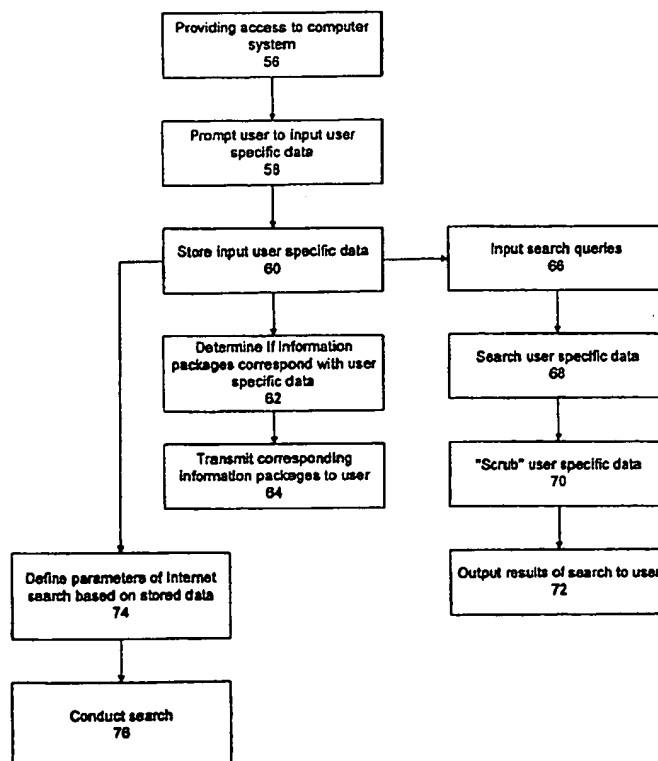 Providing access to computer
system
56
Prompt user to input user
specific data
58
Store input user specific data
60
Input search queries
66
Determine if information
packages correspond with user
specific data
62
Search user specific data
68
Transmit corresponding
information packages to user
64
"Scrub" user specific data
70
Define parameters of Internet
search based on stored data
74
Output results of search to user
72
Conduct search
76